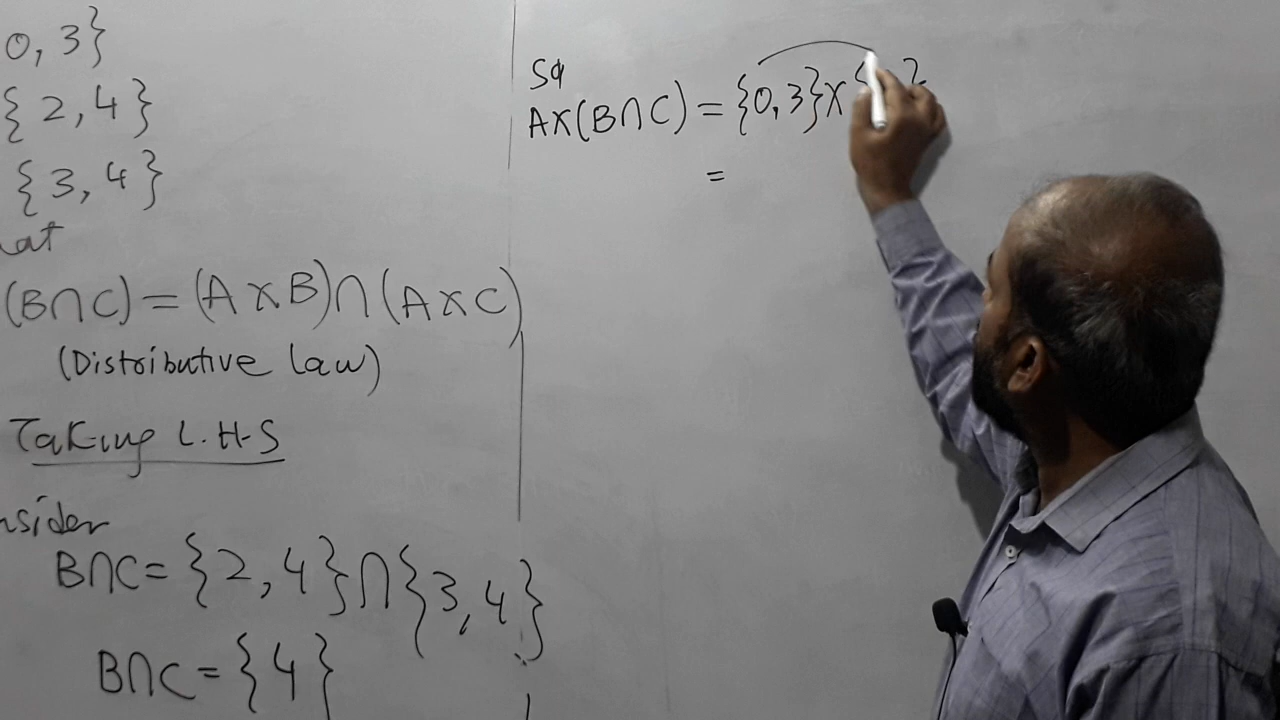 0, 3}
{2, 4}
{3, 4}
at
(B∩C) = (A×B)∩(A×C)
(Distributive law)
Taking L.H-S
nsider
B∩C = {2, 4}∩{3, 4}
B∩C = {4}
So
A×(B∩C) = {0, 3}×{ }
=